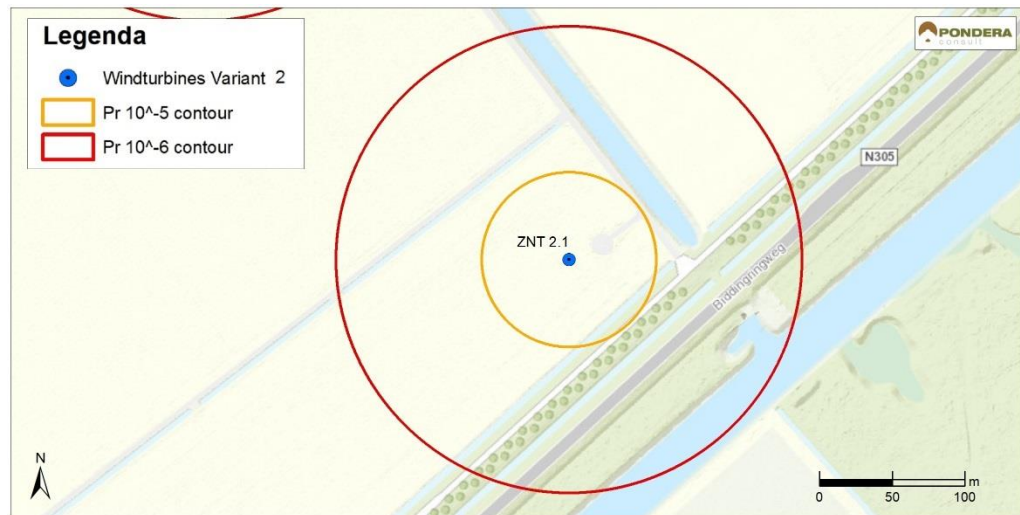 Legenda
Windturbines Variant 2
Pr 10^-5 contour
Pr 10^-6 contour
PONDERA
consult
N305
ZNT 2.1
Biddingringweg
N
m
0 50 100